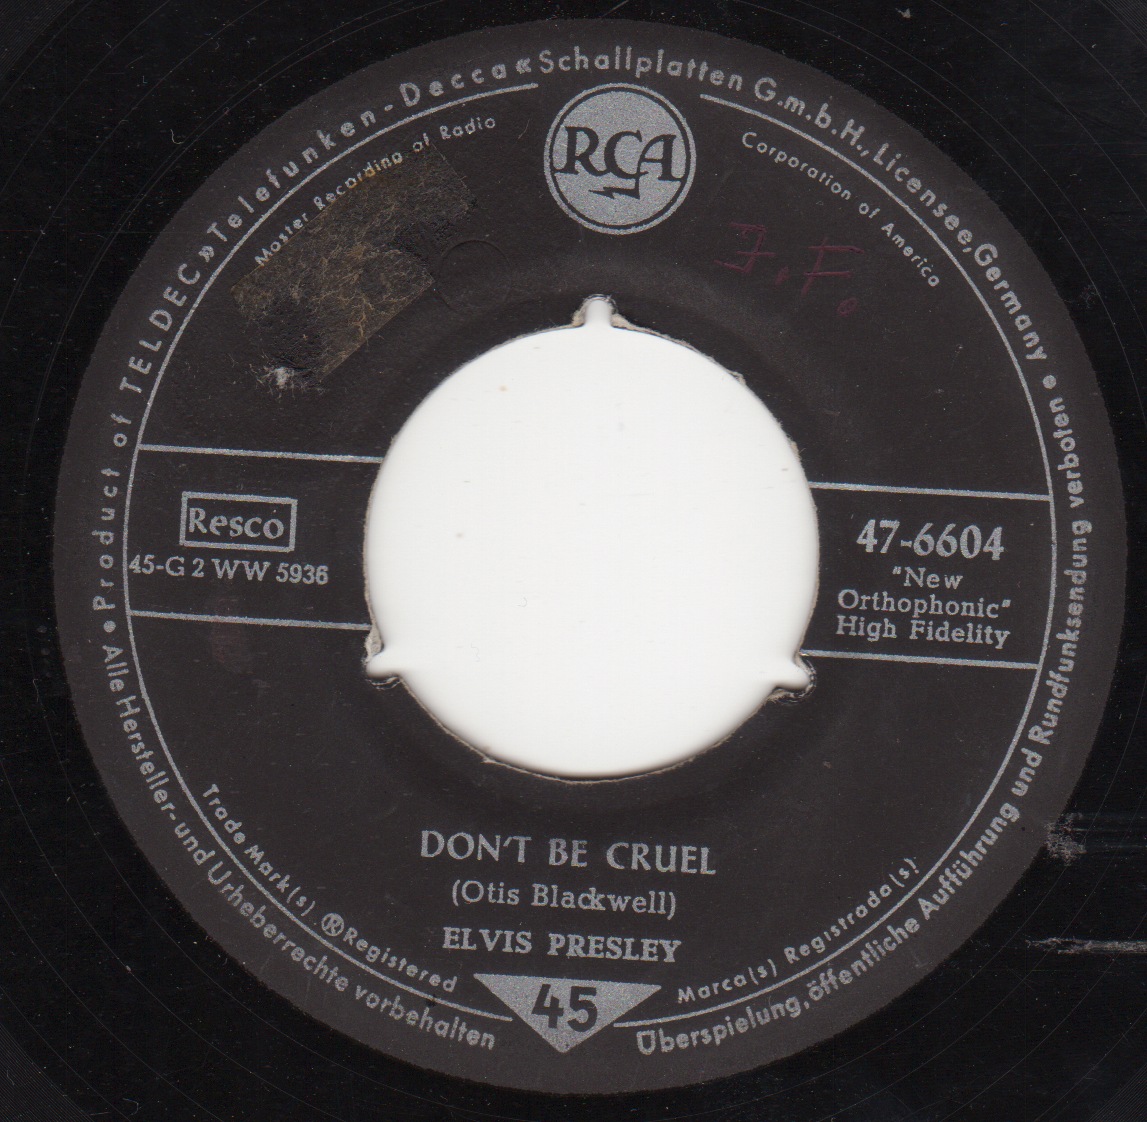 Product of TELDEC »Telefunken-Decca« Schallplatten G.m.b.H., Licensee, Germany
RCA
Master Recording of Radio
Corporation of America
Resco
45-G 2 WW 5936
47-6604
"New
Orthophonic"
High Fidelity
DON'T BE CRUEL
(Otis Blackwell)
ELVIS PRESLEY
45
Trade Mark(s) ® Registered
Marca(s) Registrada(s)
Alle Hersteller- und Urheberrechte vorbehalten
Überspielung, öffentliche Aufführung und Rundfunksendung verboten